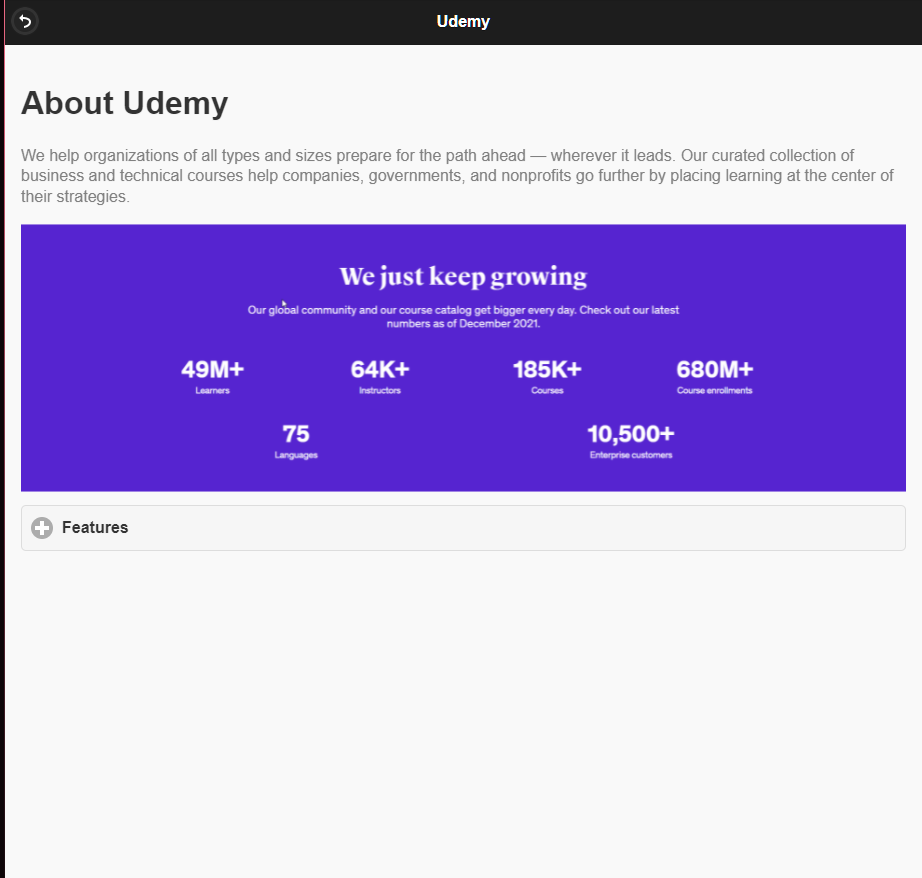 Udemy
About Udemy
We help organizations of all types and sizes prepare for the path ahead — wherever it leads. Our curated collection of
business and technical courses help companies, governments, and nonprofits go further by placing learning at the center of
their strategies.
We just keep growing
Our global community and our course catalog get bigger every day. Check out our latest
numbers as of December 2021.
49M+ 64K+ 185K+ 680M+
Learners Instructors Courses Course enrollments
75 10,500+
Languages Enterprise customers
Features